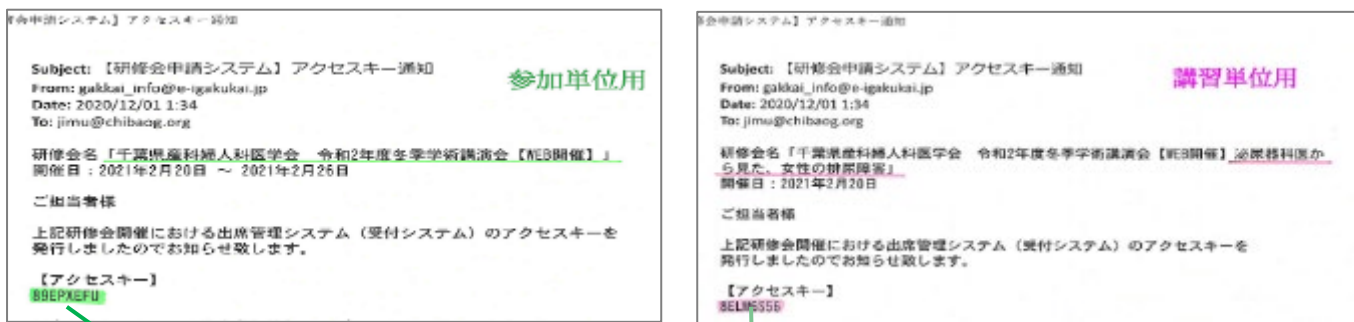 会申請システム】アクセスキー通知
Subject: 【研修会申請システム】アクセスキー通知
参加単位用
From: gakkai_info@e-igakukai.jp
Date: 2020/12/01 1:34
To: jimu@chibaog.org
研修会名「千葉県産科婦人科医学会 令和2年度冬季学術講演会【WEB開催】」
開催日：2021年2月20日 ～ 2021年2月26日
ご担当者様
上記研修会開催における出席管理システム（受付システム）のアクセスキーを
発行しましたのでお知らせ致します。
【アクセスキー】
89EPXEFU
会申請システム】アクセスキー通知
Subject: 【研修会申請システム】アクセスキー通知
講習単位用
From: gakkai_info@e-igakukai.jp
Date: 2020/12/01 1:34
To: jimu@chibaog.org
研修会名「千葉県産科婦人科医学会 令和2年度冬季学術講演会【WEB開催】泌尿器科医か
ら見た、女性の排尿障害」
開催日：2021年2月20日
ご担当者様
上記研修会開催における出席管理システム（受付システム）のアクセスキーを
発行しましたのでお知らせ致します。
【アクセスキー】